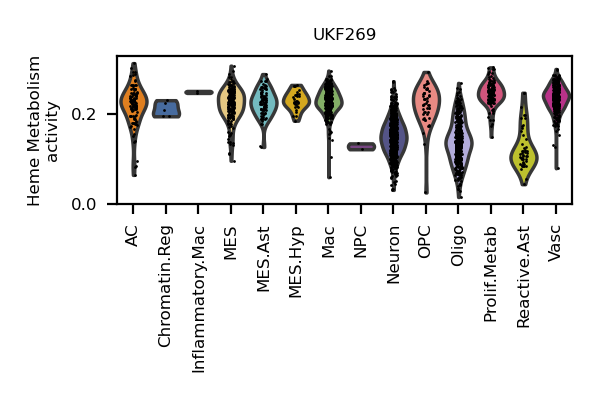 UKF269
Heme Metabolism
activity
0.2
0.0
AC
Chromatin.Reg
Inflammatory.Mac
MES
MES.Ast
MES.Hyp
Mac
NPC
Neuron
OPC
Oligo
Prolif.Metab
Reactive.Ast
Vasc